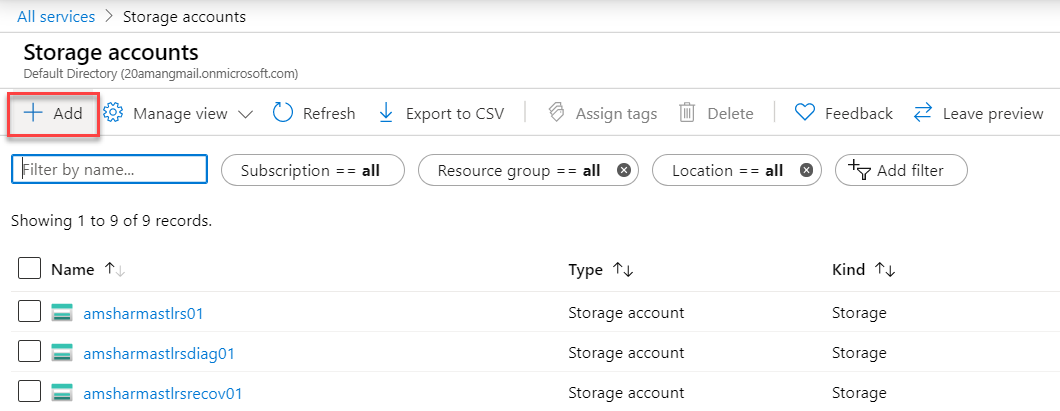 All services > Storage accounts
Storage accounts
Default Directory (20amangmail.onmicrosoft.com)
+ Add Manage view Refresh Export to CSV Assign tags Delete Feedback Leave preview
Filter by name... Subscription == all Resource group == all Location == all Add filter
Showing 1 to 9 of 9 records.
Name ↑↓ Type ↑↓ Kind ↑↓
amsharmastlrs01 Storage account Storage
amsharmastlrsdiag01 Storage account Storage
amsharmastlrsrecov01 Storage account Storage